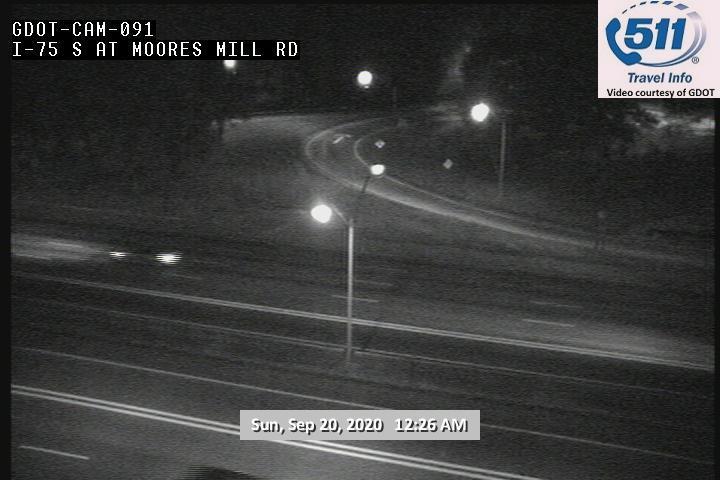 GDOT-CAM-091
I-75 S AT MOORES MILL RD
511®
Travel Info
Video courtesy of GDOT
Sun, Sep 20, 2020 12:26 AM